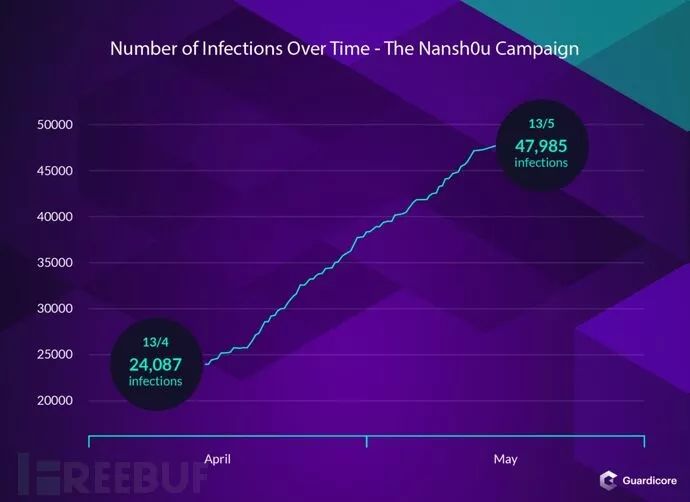 Number of Infections Over Time - The Nansh0u Campaign
50000
13/5
47,985
infections
45000
40000
35000
30000
13/4
24,087
infections
25000
20000
April
May
FREEBUF
Guardicore